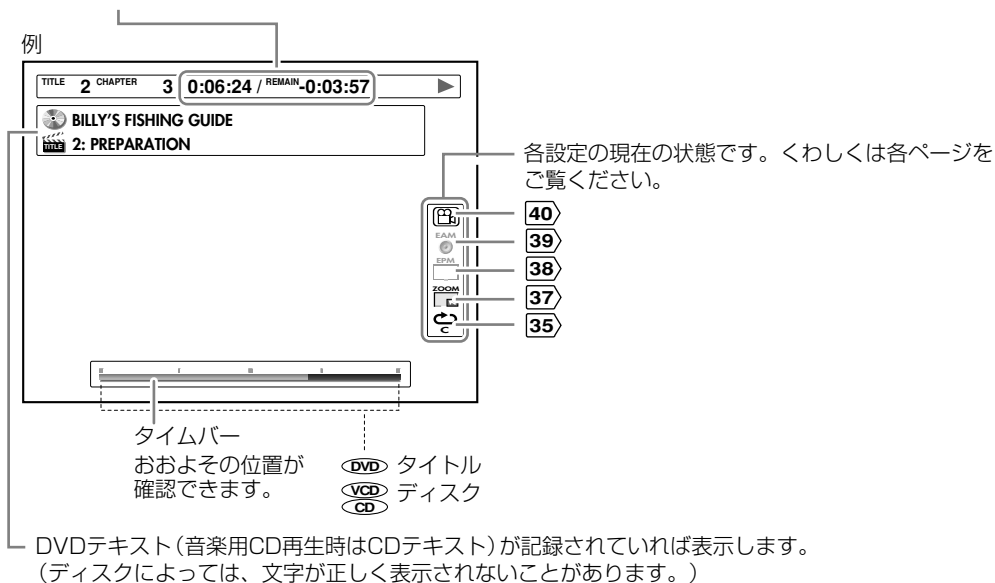 例
TITLE 2 CHAPTER 3 0:06:24 / REMAIN -0:03:57
BILLY'S FISHING GUIDE
TITLE 2: PREPARATION
各設定の現在の状態です。くわしくは各ページを
ご覧ください。
40
EAM 39
EPM 38
ZOOM 37
C 35
タイムバー
おおよその位置が
確認できます。
DVD タイトル
VCD ディスク
CD
DVDテキスト(音楽用CD再生時はCDテキスト)が記録されていれば表示します。
(ディスクによっては、文字が正しく表示されないことがあります。)